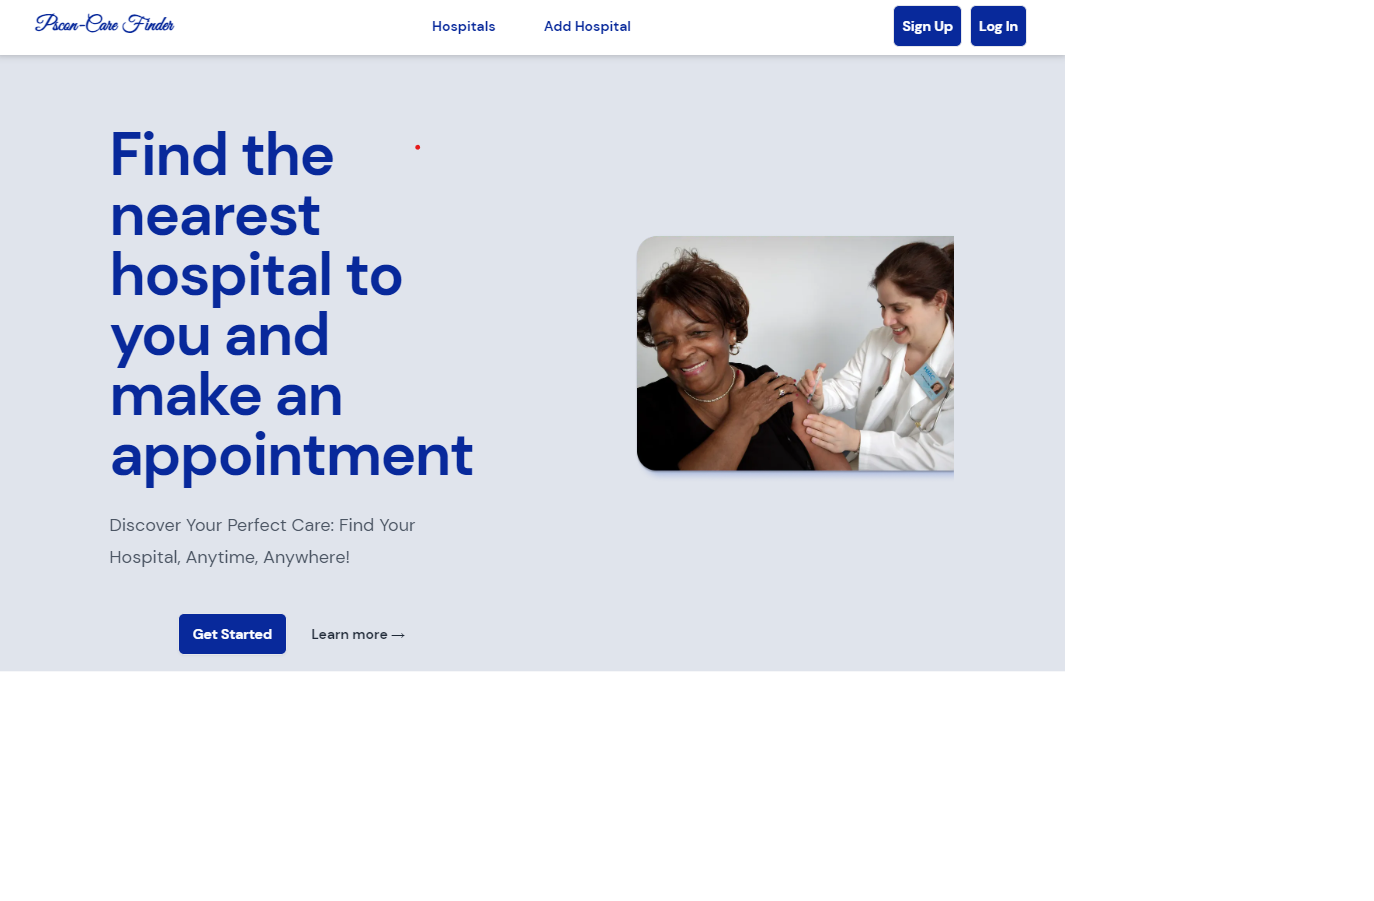 Pscon-Care Finder
Hospitals
Add Hospital
Sign Up
Log In
Find the
nearest
hospital to
you and
make an
appointment
Discover Your Perfect Care: Find Your
Hospital, Anytime, Anywhere!
Get Started
Learn more →